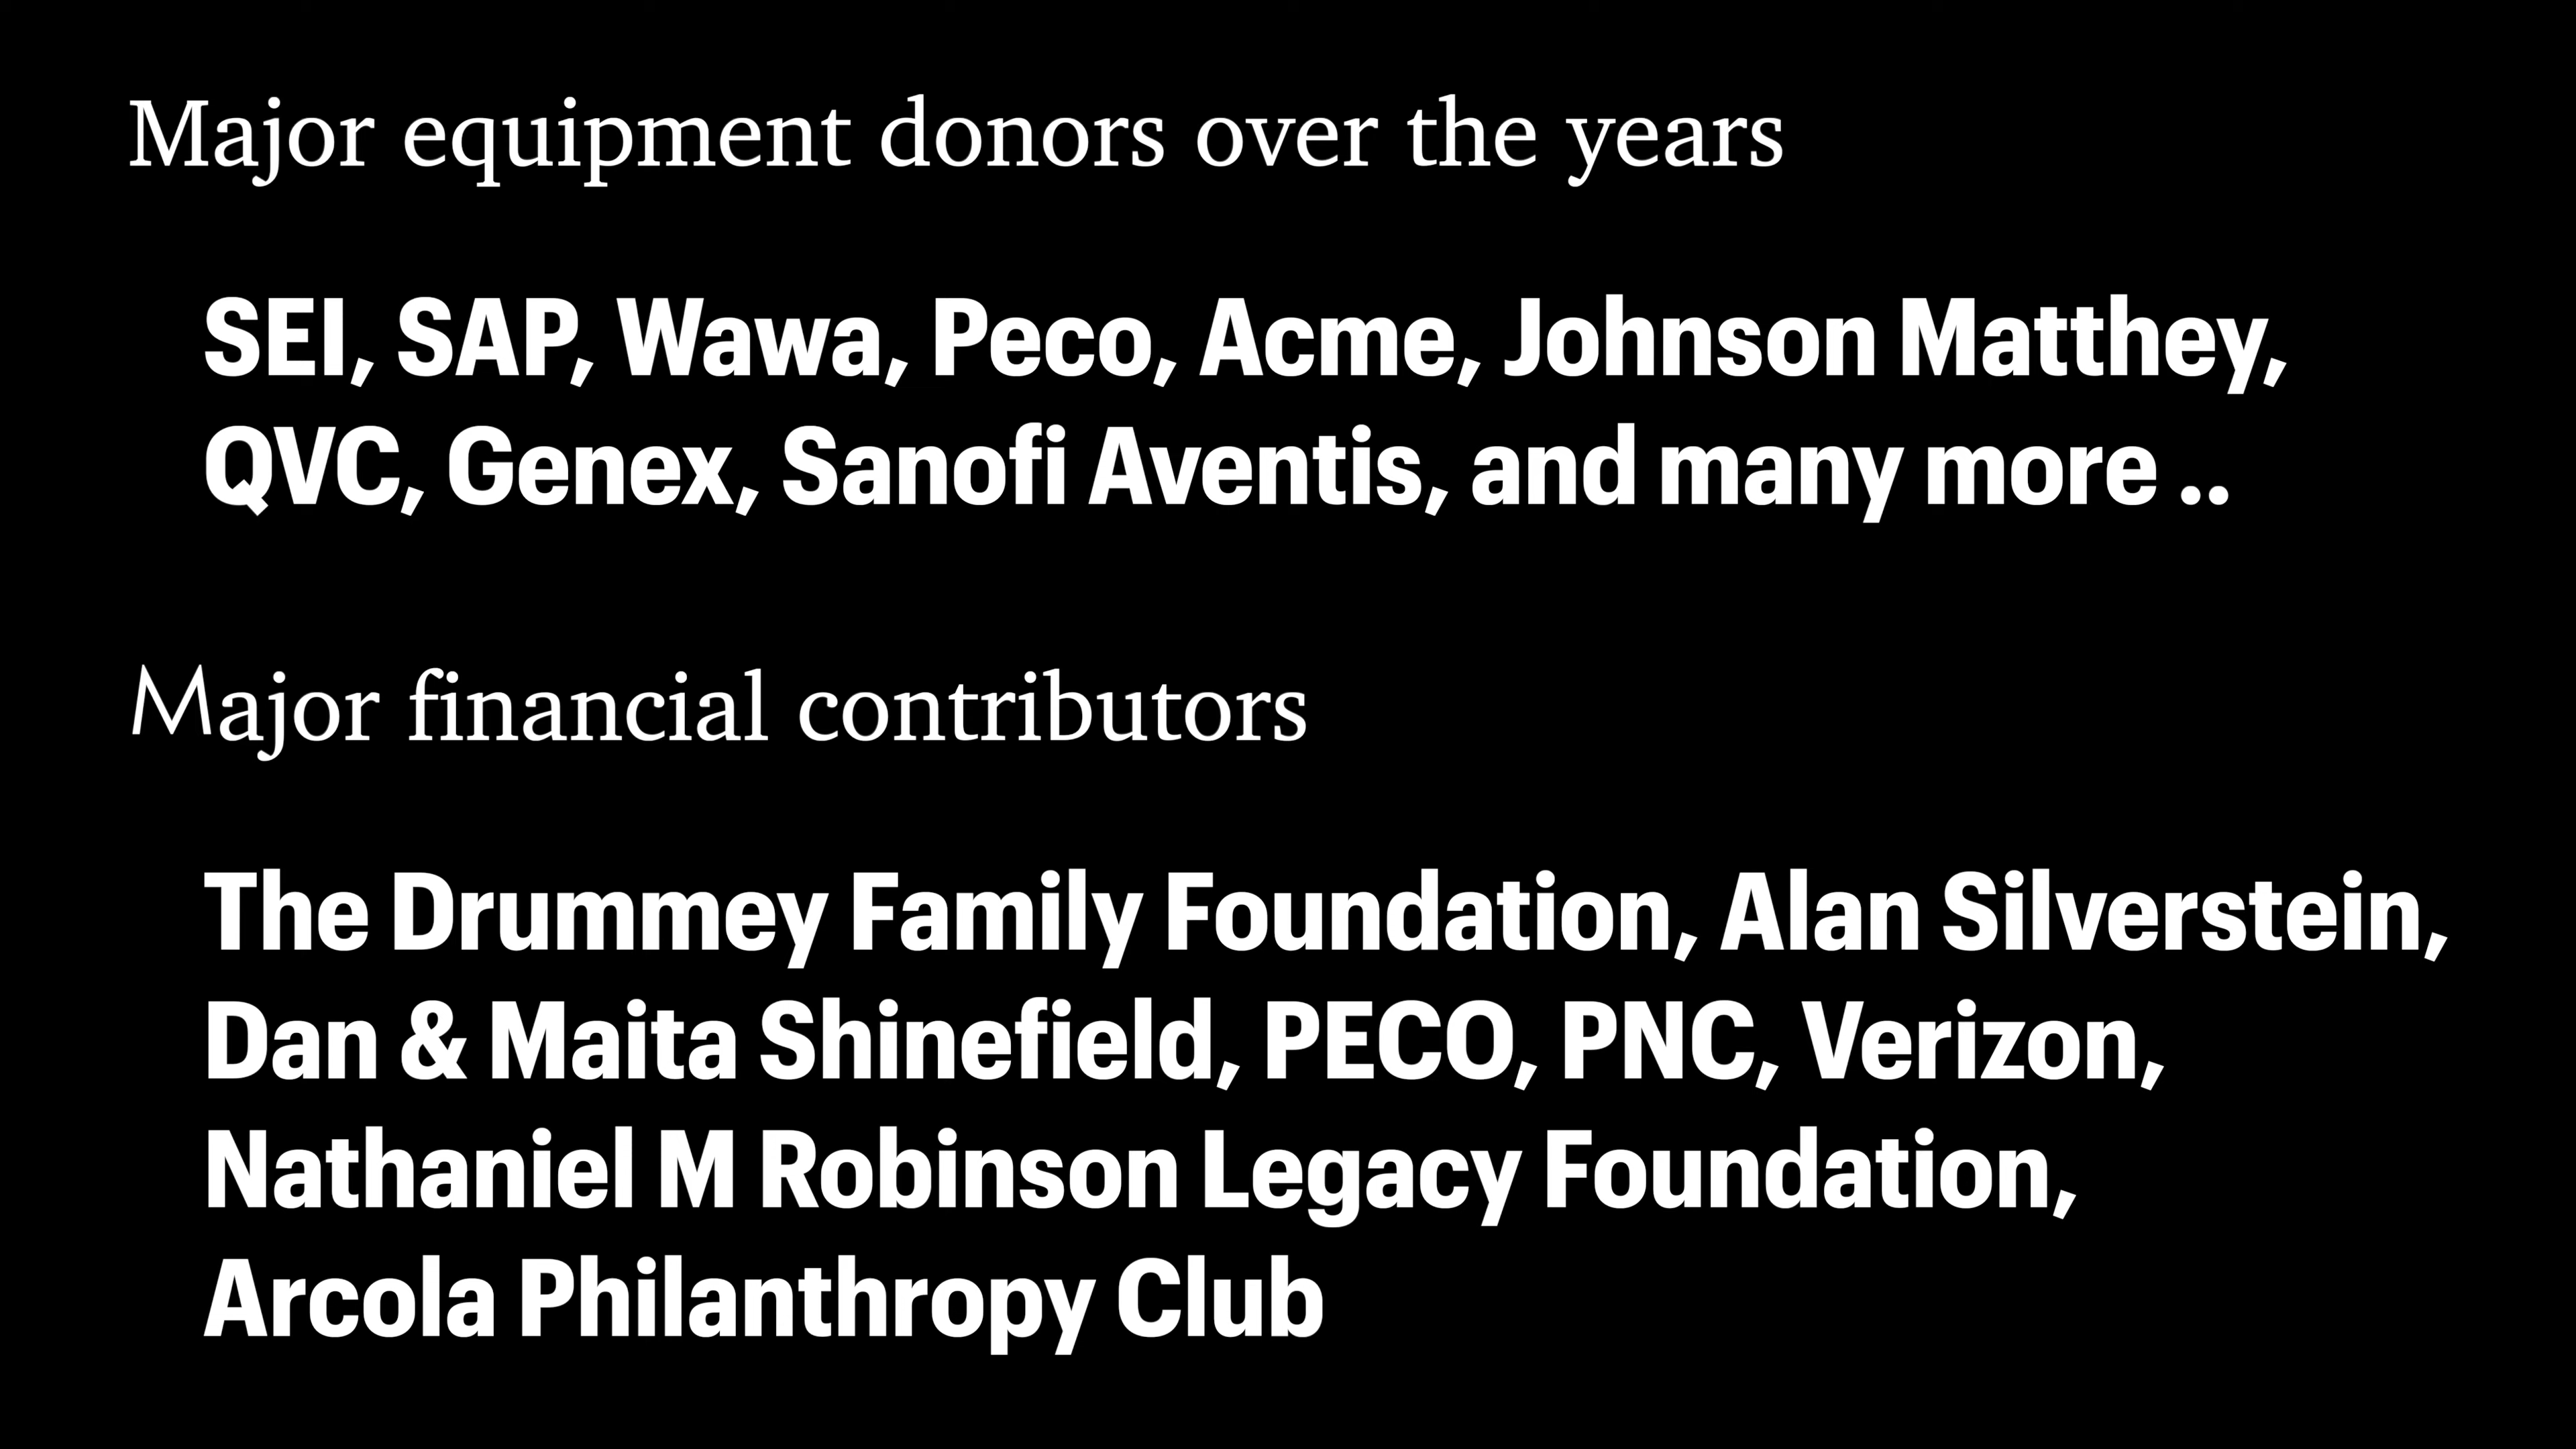 Major equipment donors over the years
SEI, SAP, Wawa, Peco, Acme, Johnson Matthey,
QVC, Genex, Sanofi Aventis, and many more ..
Major financial contributors
The Drummey Family Foundation, Alan Silverstein,
Dan & Maita Shinefield, PECO, PNC, Verizon,
Nathaniel M Robinson Legacy Foundation,
Arcola Philanthropy Club